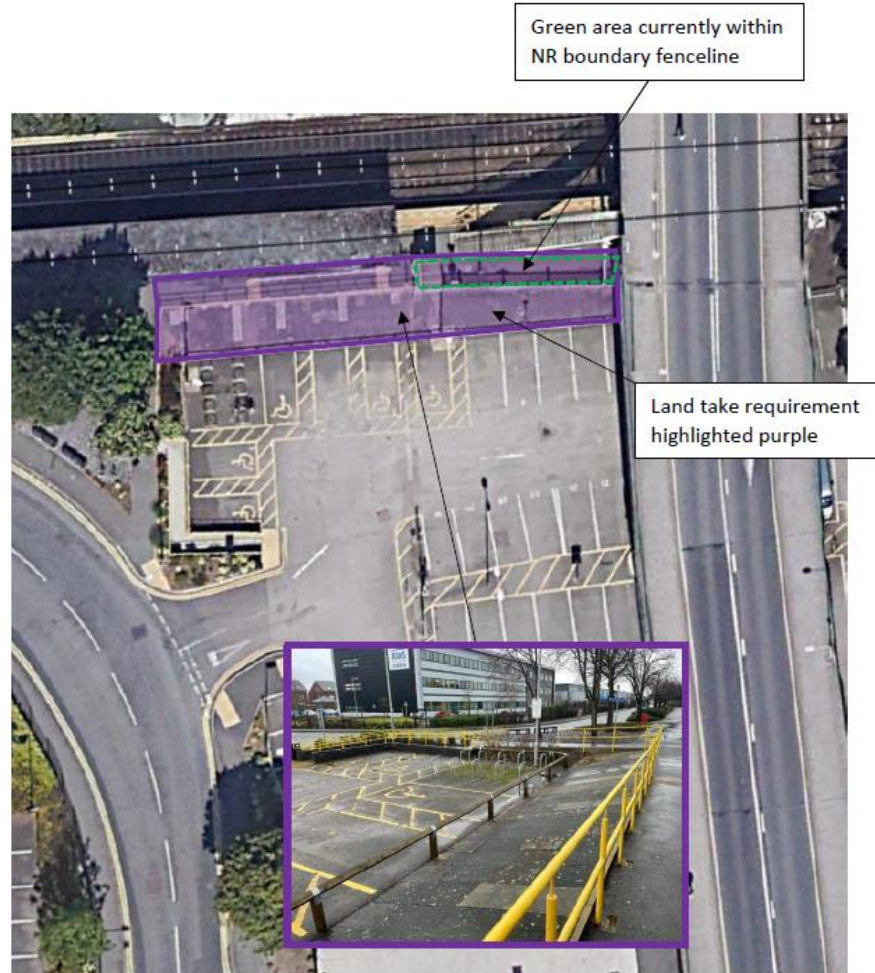 Green area currently within
NR boundary fenceline
Land take requirement
highlighted purple